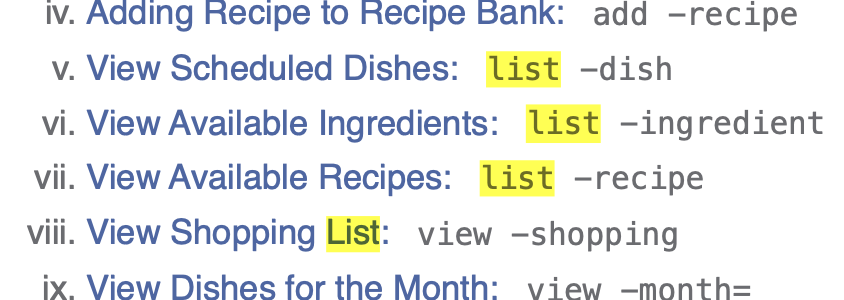 iv. Adding Recipe to Recipe Bank: add -recipe
v. View Scheduled Dishes: list -dish
vi. View Available Ingredients: list -ingredient
vii. View Available Recipes: list -recipe
viii. View Shopping List: view -shopping
ix. View Dishes for the Month: view -month=